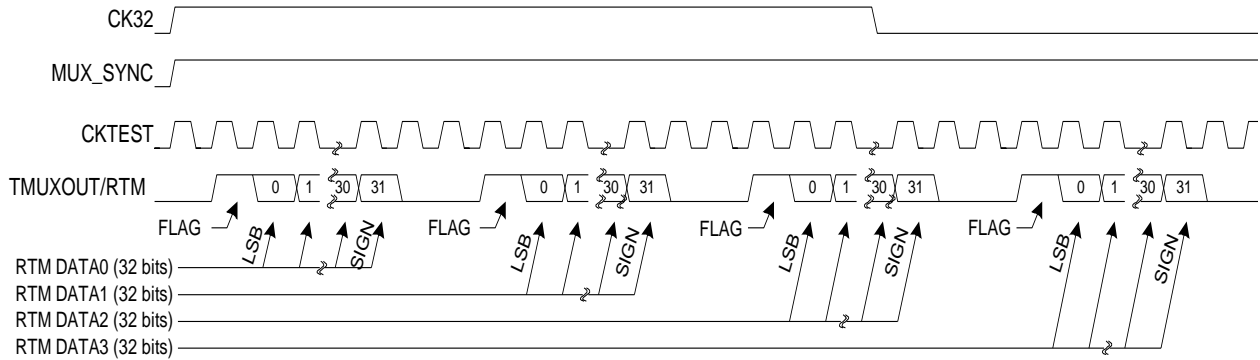 CK32
MUX_SYNC
CKTEST
TMUXOUT/RTM
0 1 30 31 0 1 30 31 0 1 30 31 0 1 30 31
FLAG FLAG FLAG FLAG
LSB SIGN LSB SIGN LSB SIGN LSB SIGN
RTM DATA0 (32 bits)
RTM DATA1 (32 bits)
RTM DATA2 (32 bits)
RTM DATA3 (32 bits)